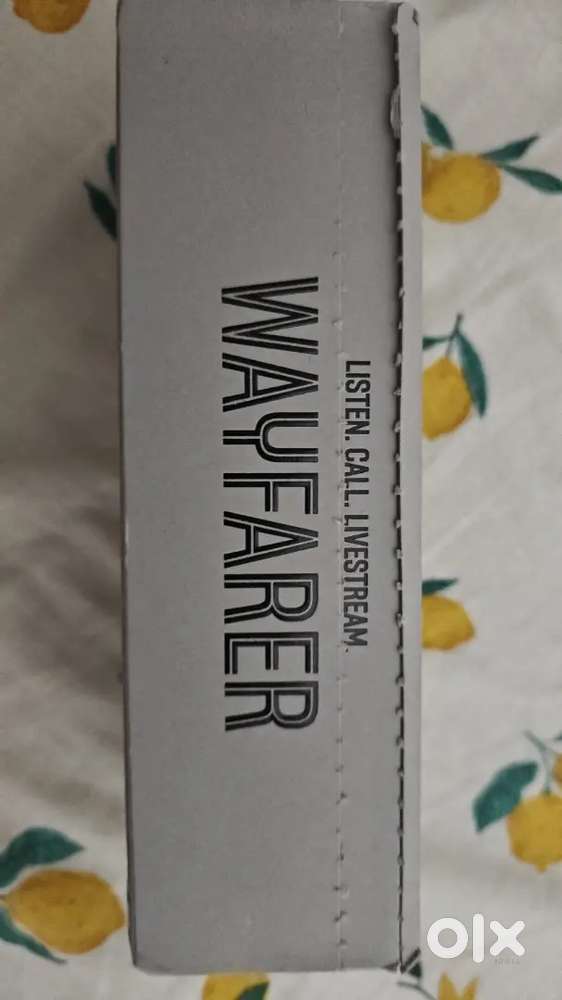 LISTEN. CALL. LIVESTREAM.
WAYFARER
olx